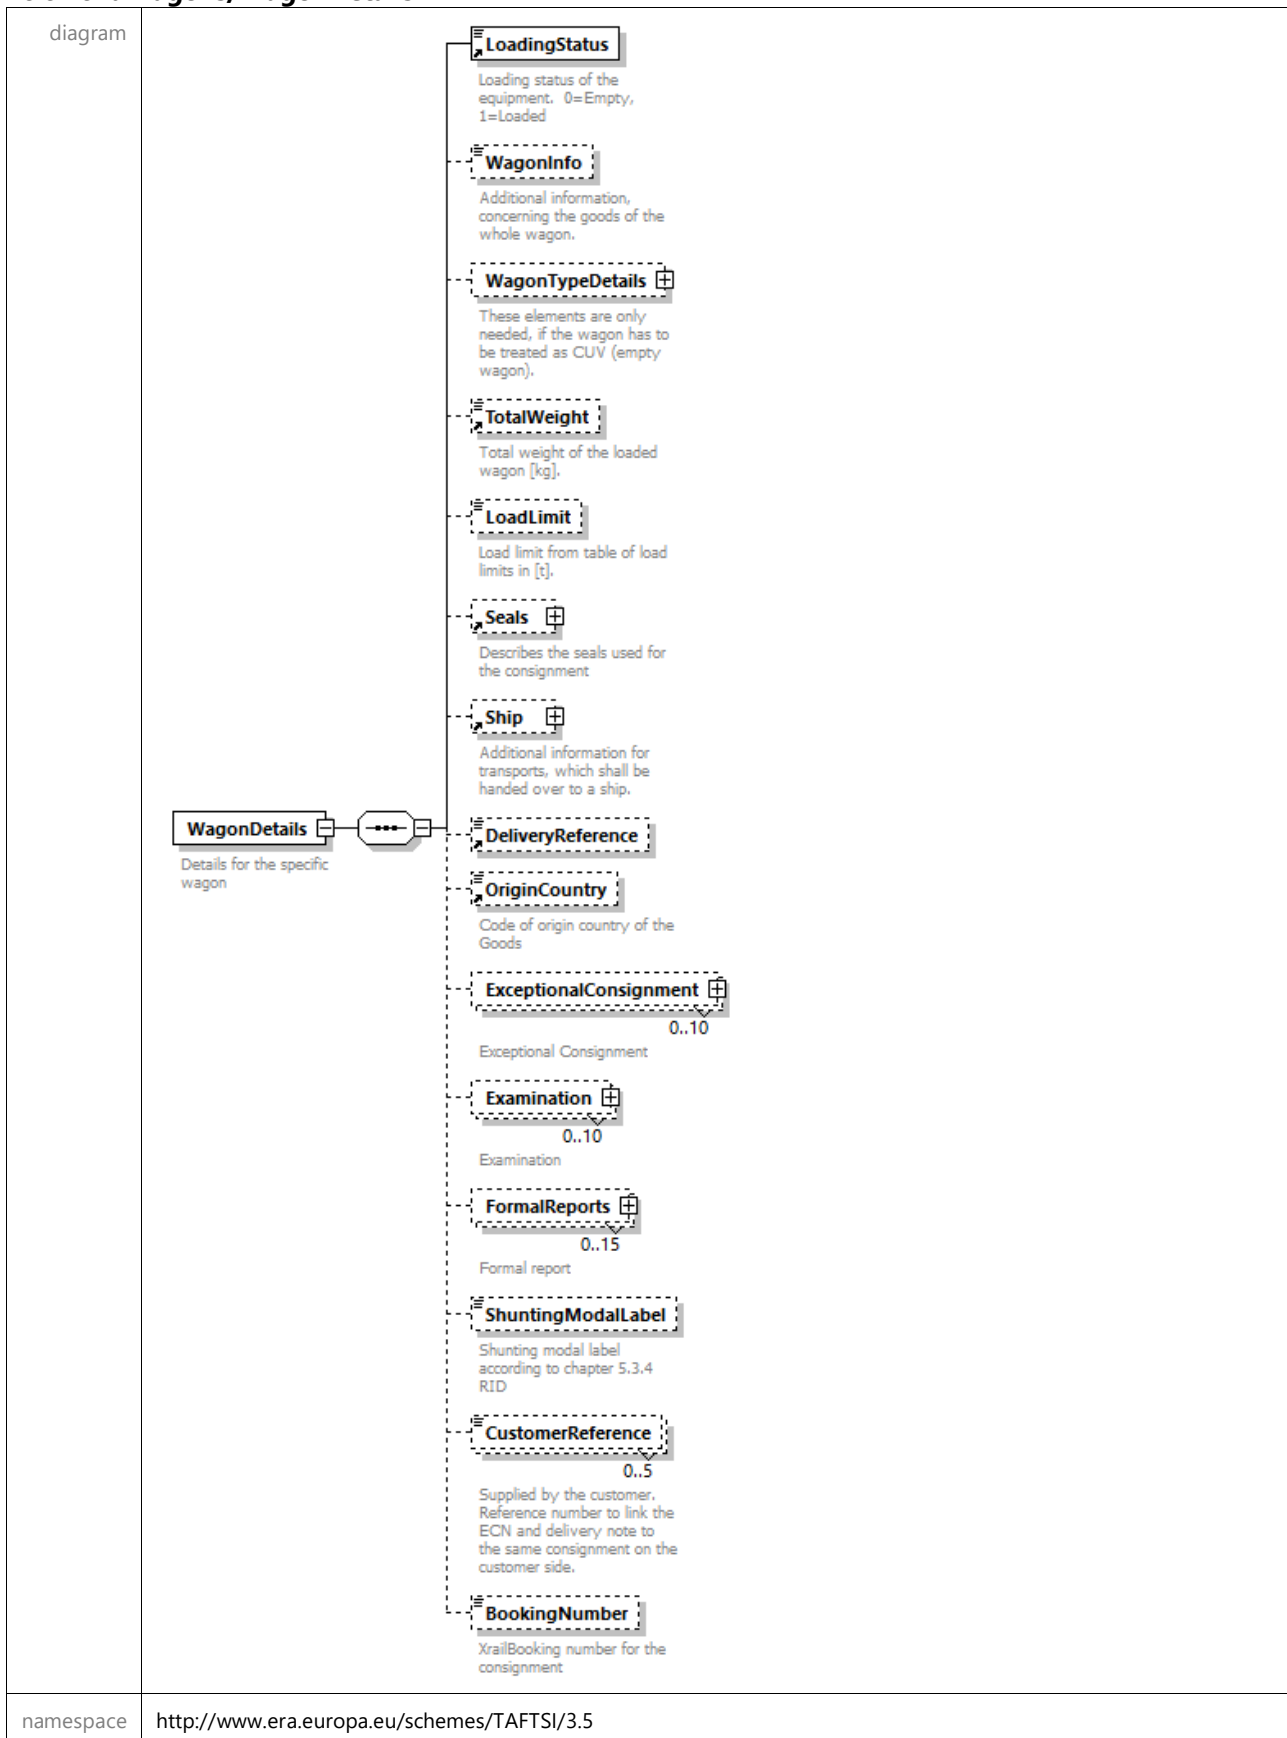 diagram
LoadingStatus
Loading status of the
equipment.  0=Empty,
1=Loaded
WagonInfo
Additional information,
concerning the goods of the
whole wagon.
WagonTypeDetails
These elements are only
needed, if the wagon has to
be treated as CUV (empty
wagon).
TotalWeight
Total weight of the loaded
wagon [kg].
LoadLimit
Load limit from table of load
limits in [t].
Seals
Describes the seals used for
the consignment
Ship
Additional information for
transports, which shall be
handed over to a ship.
WagonDetails
Details for the specific
wagon
DeliveryReference
OriginCountry
Code of origin country of the
Goods
ExceptionalConsignment
0..10
Exceptional Consignment
Examination
0..10
Examination
FormalReports
0..15
Formal report
ShuntingModalLabel
Shunting modal label
according to chapter 5.3.4
RID
CustomerReference
0..5
Supplied by the customer.
Reference number to link the
ECN and delivery note to
the same consignment on the
customer side.
BookingNumber
XrailBooking number for the
consignment
namespace
http://www.era.europa.eu/schemes/TAFTSI/3.5